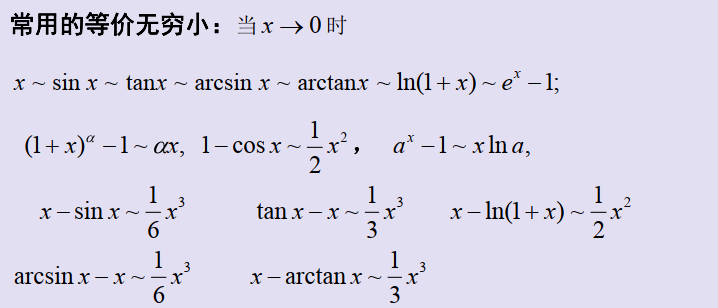 常用的等价无穷小：当 x → 0 时
x ~ sin x ~ tanx ~ arcsin x ~ arctanx ~ ln(1 + x) ~ eˣ − 1;
(1 + x)^α − 1 ~ αx, 1 − cos x ~ 1/2 x², aˣ − 1 ~ x ln a,
x − sin x ~ 1/6 x³ tan x − x ~ 1/3 x³ x − ln(1 + x) ~ 1/2 x²
arcsin x − x ~ 1/6 x³ x − arctan x ~ 1/3 x³